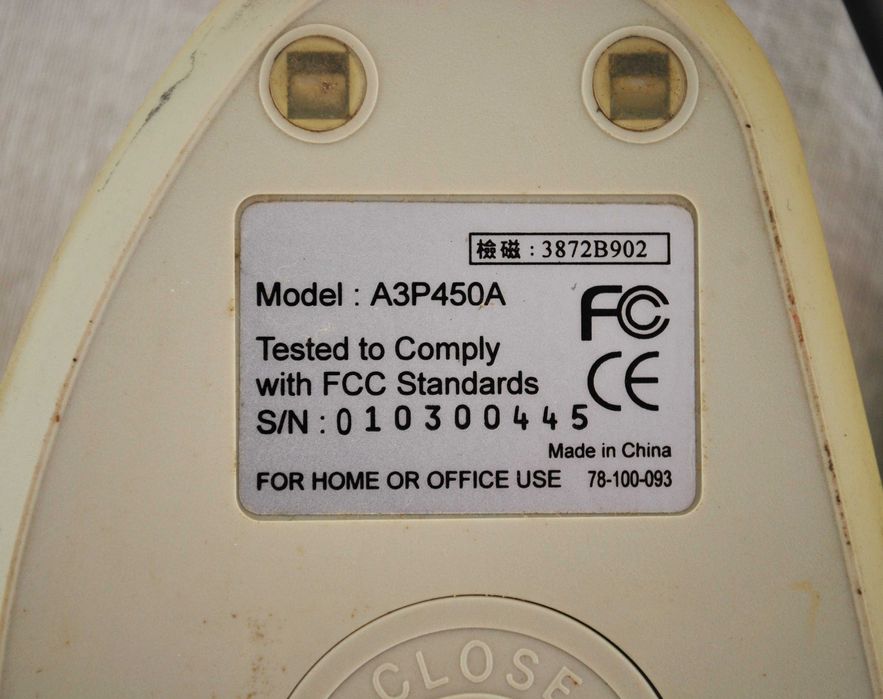 檢磁：3872B902
Model : A3P450A
FC
Tested to Comply
with FCC Standards
CE
S/N : 010300445
Made in China
FOR HOME OR OFFICE USE 78-100-093
CLOSE